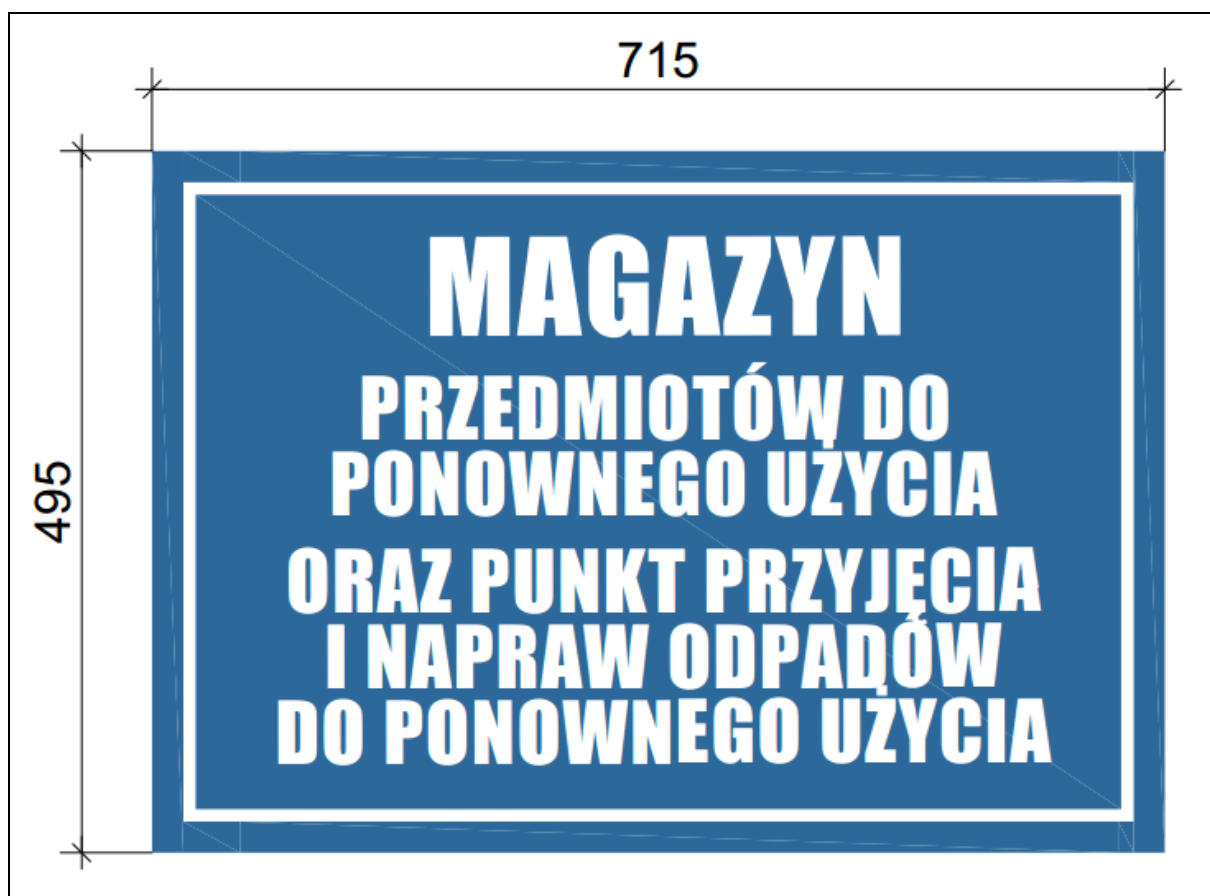 715
495
MAGAZYN
PRZEDMIOTÓW DO
PONOWNEGO UŻYCIA
ORAZ PUNKT PRZYJĘCIA
I NAPRAW ODPADÓW
DO PONOWNEGO UŻYCIA